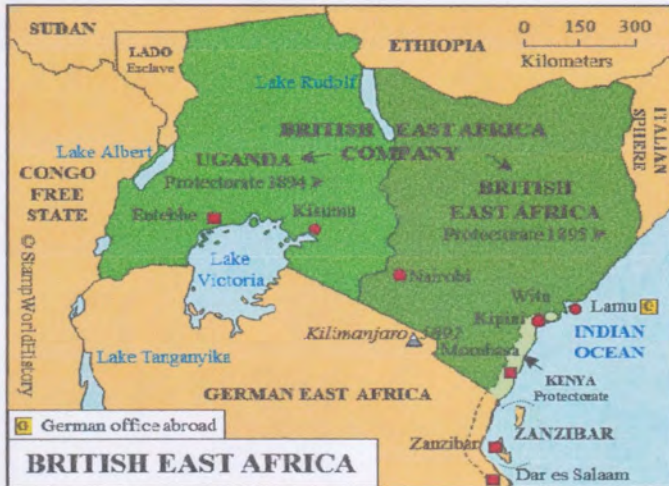 SUDAN
LADO
Exclave
ETHIOPIA
0 150 300
Kilometers
Lake Rudolf
ITALIAN
SPHERE
BRITISH EAST AFRICA
COMPANY
Lake Albert
UGANDA
Protectorate 1894
CONGO
FREE
STATE
BRITISH
EAST AFRICA
Protectorate 1895
Entebbe
Kisumu
Lake
Victoria
Nairobi
© StampWorldHistory
Witu
Lamu G
Kipini
Kilimanjaro
INDIAN
OCEAN
Lake Tanganyika
Mombasa
KENYA
Protectorate
GERMAN EAST AFRICA
G German office abroad
Zanzibar
ZANZIBAR
BRITISH EAST AFRICA
Dar es Salaam